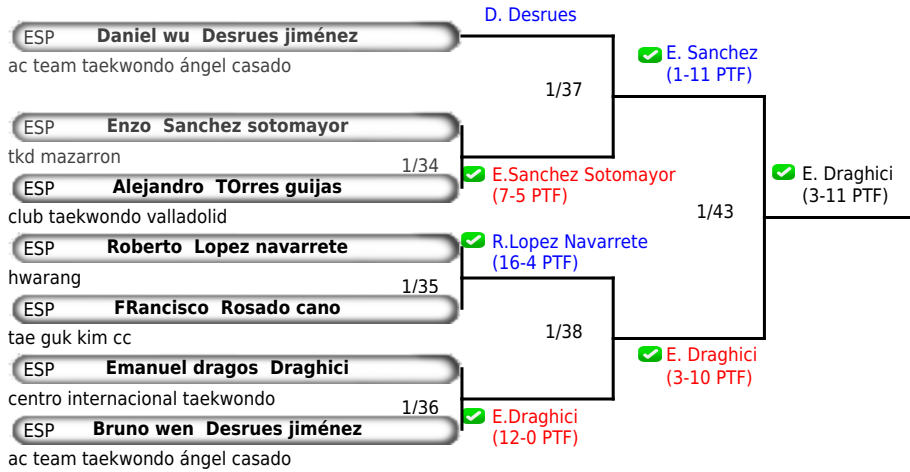 D. Desrues
ESP Daniel wu Desrues jiménez
ac team taekwondo ángel casado
E. Sanchez
(1-11 PTF)
1/37
ESP Enzo Sanchez sotomayor
tkd mazarron
1/34
E.Sanchez Sotomayor
(7-5 PTF)
ESP Alejandro TOrres guijas
club taekwondo valladolid
E. Draghici
(3-11 PTF)
1/43
ESP Roberto Lopez navarrete
hwarang
R.Lopez Navarrete
(16-4 PTF)
1/35
ESP FRancisco Rosado cano
tae guk kim cc
1/38
ESP Emanuel dragos Draghici
centro internacional taekwondo
E. Draghici
(3-10 PTF)
1/36
E.Draghici
(12-0 PTF)
ESP Bruno wen Desrues jiménez
ac team taekwondo ángel casado